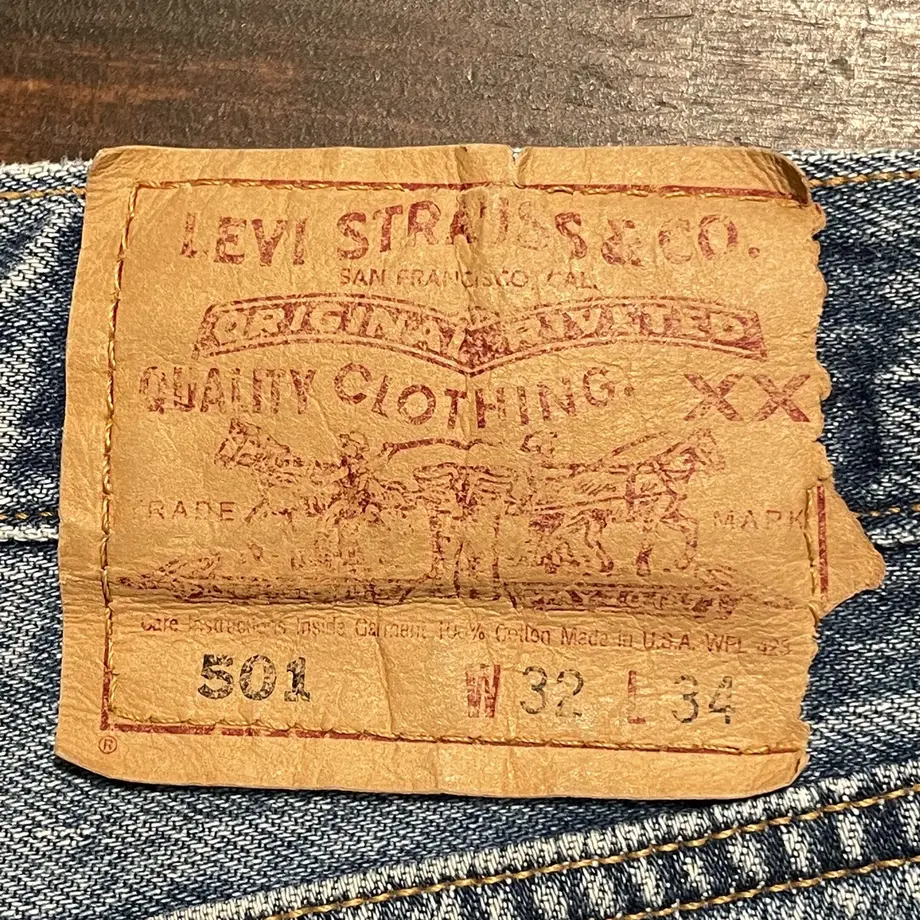 LEVI STRAUSS & CO.
SAN FRANCISCO, CAL.
ORIGINAL RIVETED
QUALITY CLOTHING. XX
TRADE MARK
Care Instructions Inside Garment 100% Cotton Made in U.S.A. WPL 423
501 W 32 L 34
®